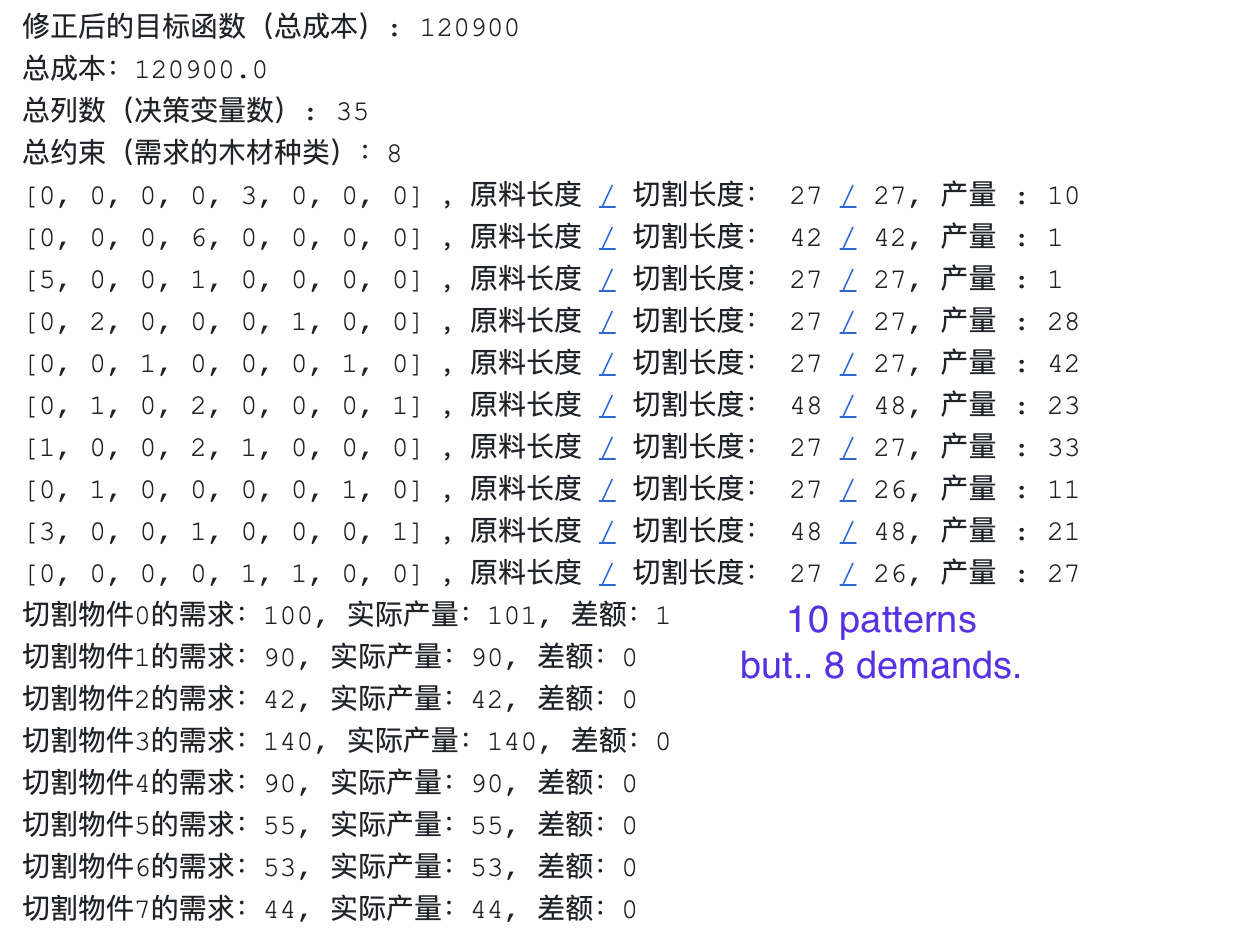 修正后的目标函数（总成本）: 120900
总成本: 120900.0
总列数（决策变量数）: 35
总约束（需求的木材种类）: 8
[0, 0, 0, 0, 3, 0, 0, 0] , 原料长度 / 切割长度: 27 / 27, 产量 : 10
[0, 0, 0, 6, 0, 0, 0, 0] , 原料长度 / 切割长度: 42 / 42, 产量 : 1
[5, 0, 0, 1, 0, 0, 0, 0] , 原料长度 / 切割长度: 27 / 27, 产量 : 1
[0, 2, 0, 0, 0, 1, 0, 0] , 原料长度 / 切割长度: 27 / 27, 产量 : 28
[0, 0, 1, 0, 0, 0, 1, 0] , 原料长度 / 切割长度: 27 / 27, 产量 : 42
[0, 1, 0, 2, 0, 0, 0, 1] , 原料长度 / 切割长度: 48 / 48, 产量 : 23
[1, 0, 0, 2, 1, 0, 0, 0] , 原料长度 / 切割长度: 27 / 27, 产量 : 33
[0, 1, 0, 0, 0, 0, 1, 0] , 原料长度 / 切割长度: 27 / 26, 产量 : 11
[3, 0, 0, 1, 0, 0, 0, 1] , 原料长度 / 切割长度: 48 / 48, 产量 : 21
[0, 0, 0, 0, 1, 1, 0, 0] , 原料长度 / 切割长度: 27 / 26, 产量 : 27
切割物件0的需求: 100, 实际产量: 101, 差额: 1
切割物件1的需求: 90, 实际产量: 90, 差额: 0
切割物件2的需求: 42, 实际产量: 42, 差额: 0
切割物件3的需求: 140, 实际产量: 140, 差额: 0
切割物件4的需求: 90, 实际产量: 90, 差额: 0
切割物件5的需求: 55, 实际产量: 55, 差额: 0
切割物件6的需求: 53, 实际产量: 53, 差额: 0
切割物件7的需求: 44, 实际产量: 44, 差额: 0
10 patterns
but.. 8 demands.